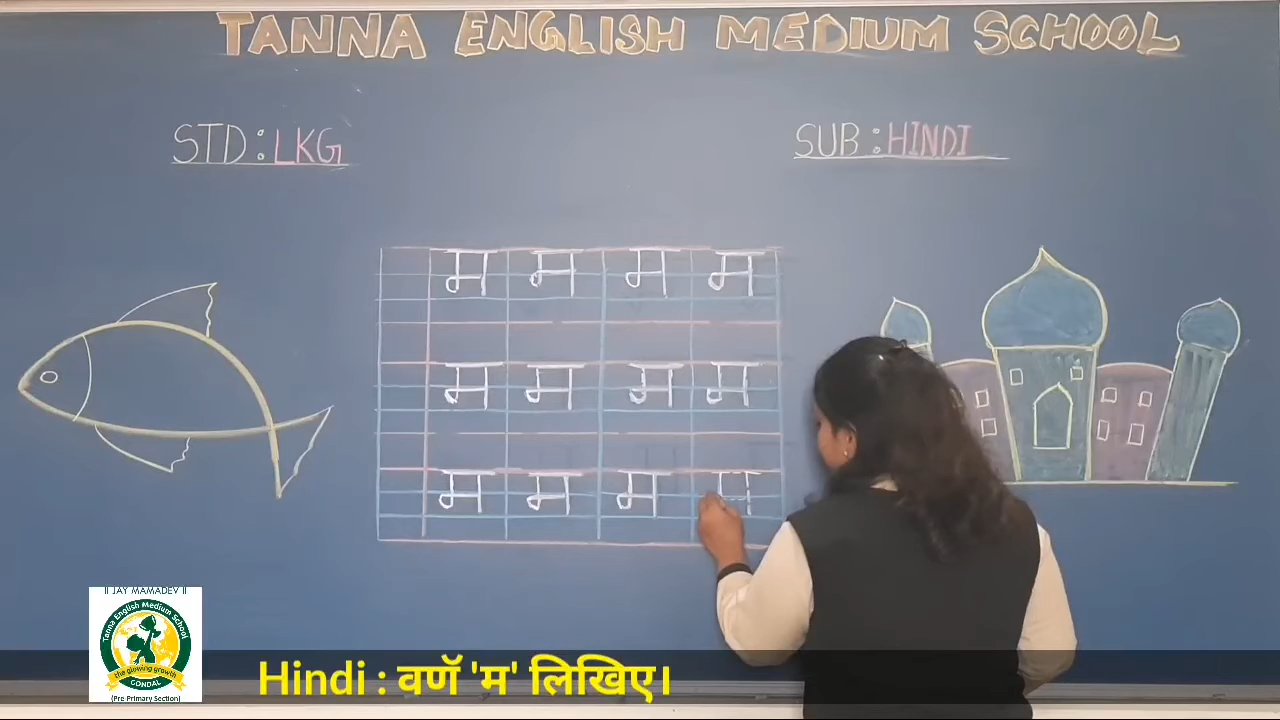 TANNA ENGLISH MEDIUM SCHOOL
STD : LKG
SUB : HINDI
म म म म
म म म म
म म म म
॥ JAY MAMADEV ॥
Tanna English Medium School
the glowing growth
GONDAL
(Pre Primary Section)
Hindi : वर्ण 'म' लिखिए।